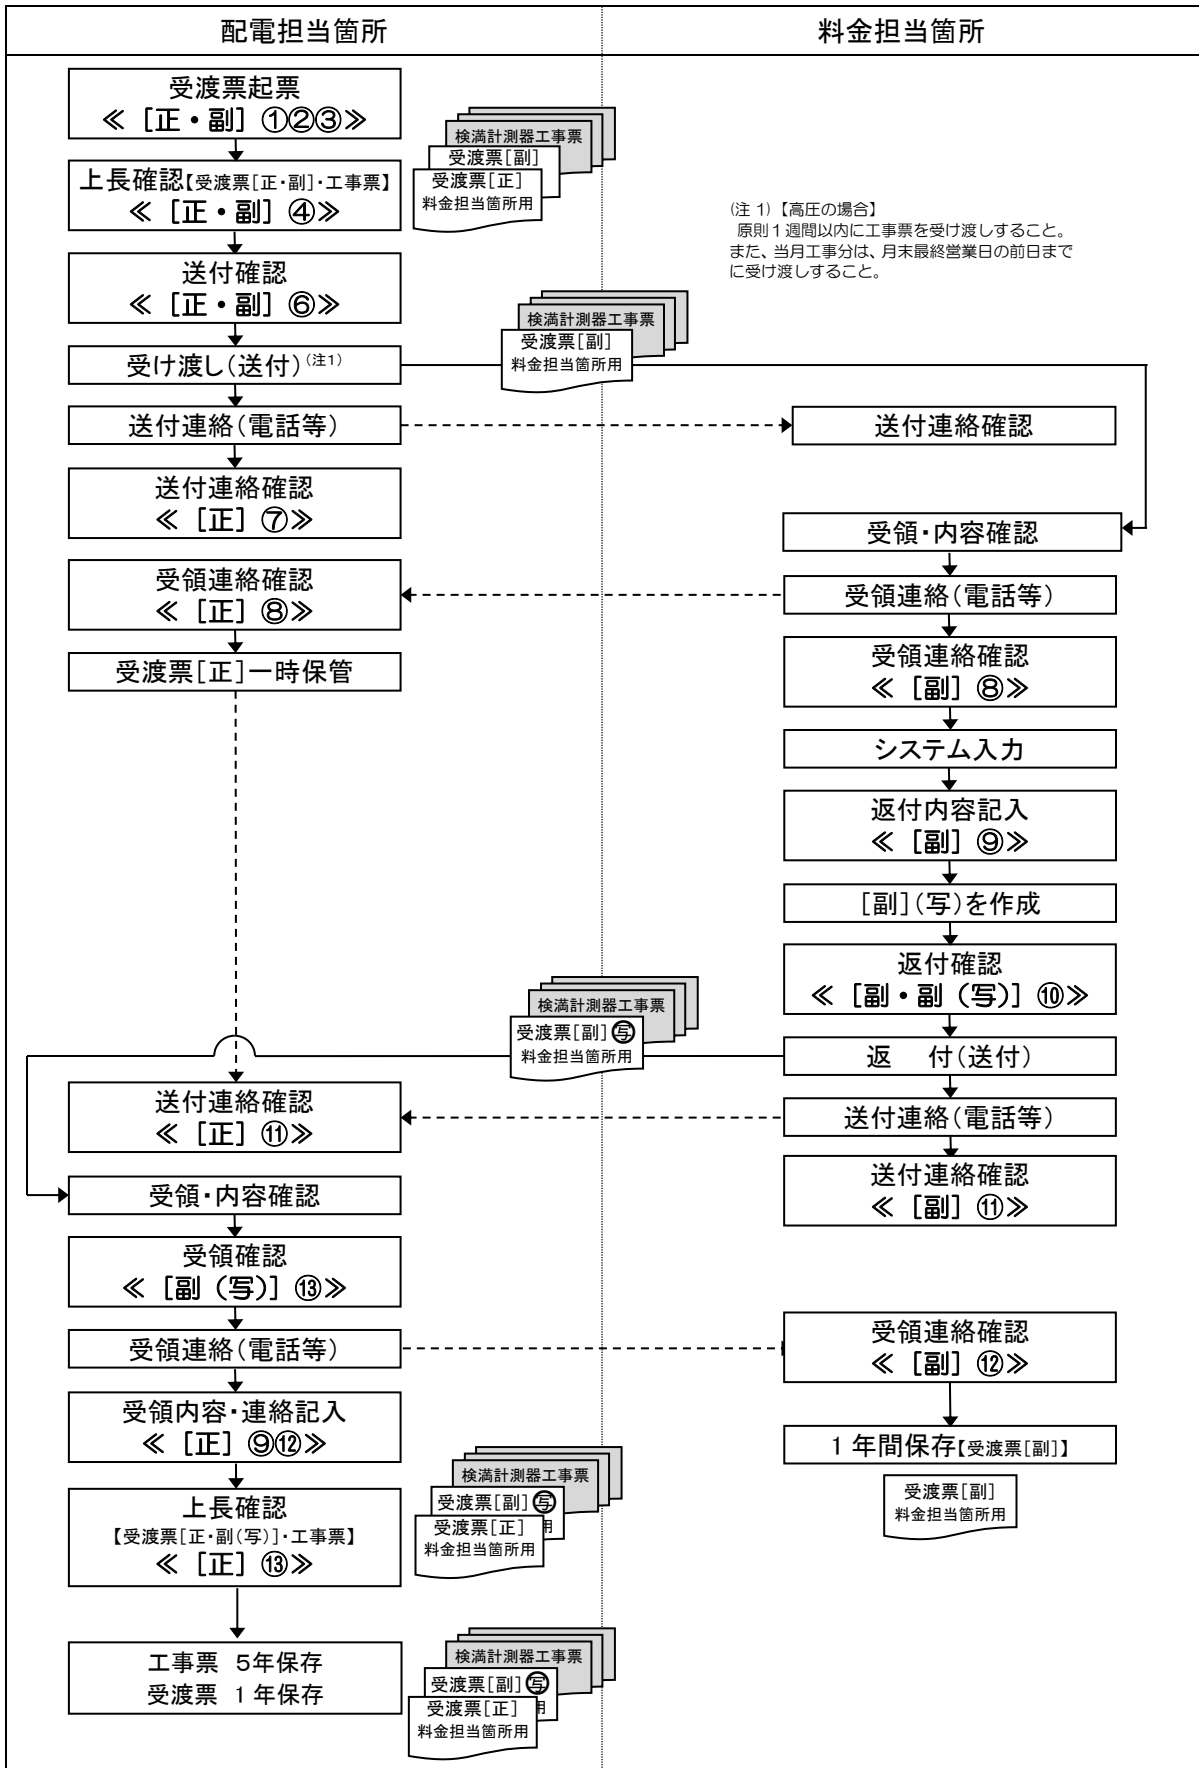 配電担当箇所
料金担当箇所
受渡票起票
≪ [正・副] ①②③≫
検満計測器工事票
受渡票[副]
受渡票[正]
料金担当箇所用
上長確認【受渡票[正・副]・工事票】
≪ [正・副] ④≫
(注 1)【高圧の場合】
原則１週間以内に工事票を受け渡しすること。
また、当月工事分は、月末最終営業日の前日まで
に受け渡しすること。
送付確認
≪ [正・副] ⑥≫
検満計測器工事票
受渡票[副]
料金担当箇所用
受け渡し(送付)(注1)
送付連絡(電話等)
送付連絡確認
送付連絡確認
≪ [正] ⑦≫
受領・内容確認
受領連絡確認
≪ [正] ⑧≫
受領連絡(電話等)
受渡票[正]一時保管
受領連絡確認
≪ [副] ⑧≫
システム入力
返付内容記入
≪ [副] ⑨≫
[副](写)を作成
返付確認
≪ [副・副 (写)] ⑩≫
検満計測器工事票
受渡票[副]写
料金担当箇所用
返　付(送付)
送付連絡確認
≪ [正] ⑪≫
送付連絡(電話等)
送付連絡確認
≪ [副] ⑪≫
受領・内容確認
受領確認
≪ [副 (写)] ⑬≫
受領連絡(電話等)
受領連絡確認
≪ [副] ⑫≫
受領内容・連絡記入
≪ [正] ⑨⑫≫
１年間保存【受渡票[副]】
受渡票[副]
料金担当箇所用
検満計測器工事票
受渡票[副]写
受渡票[正] 用
料金担当箇所用
上長確認
【受渡票[正・副(写)]・工事票】
≪ [正] ⑬≫
工事票 5年保存
受渡票 １年保存
検満計測器工事票
受渡票[副]写
受渡票[正] 用
料金担当箇所用